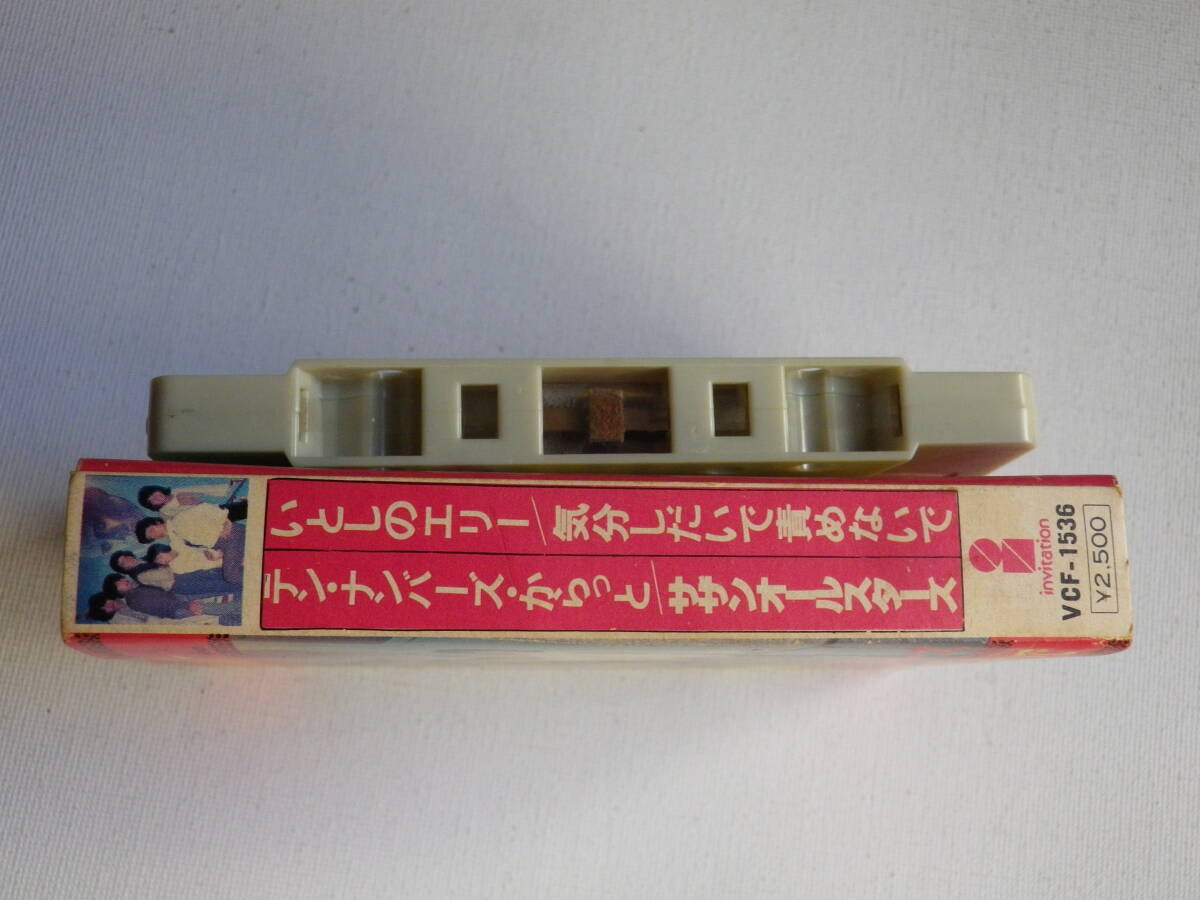 いとしのエリー/気分しだいで責めないで
テン・ナンバーズ・からっと/サザンオールスターズ
invitation
VCF-1536
¥2,500